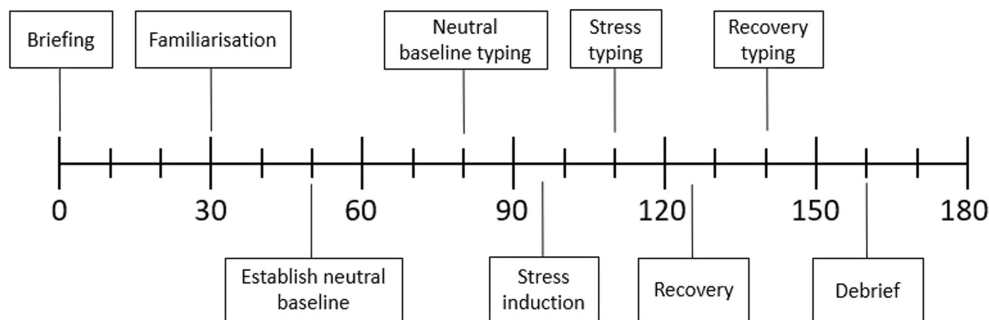 Briefing
Familiarisation
Neutral
baseline typing
Stress
typing
Recovery
typing
0
30
60
90
120
150
180
Establish neutral
baseline
Stress
induction
Recovery
Debrief